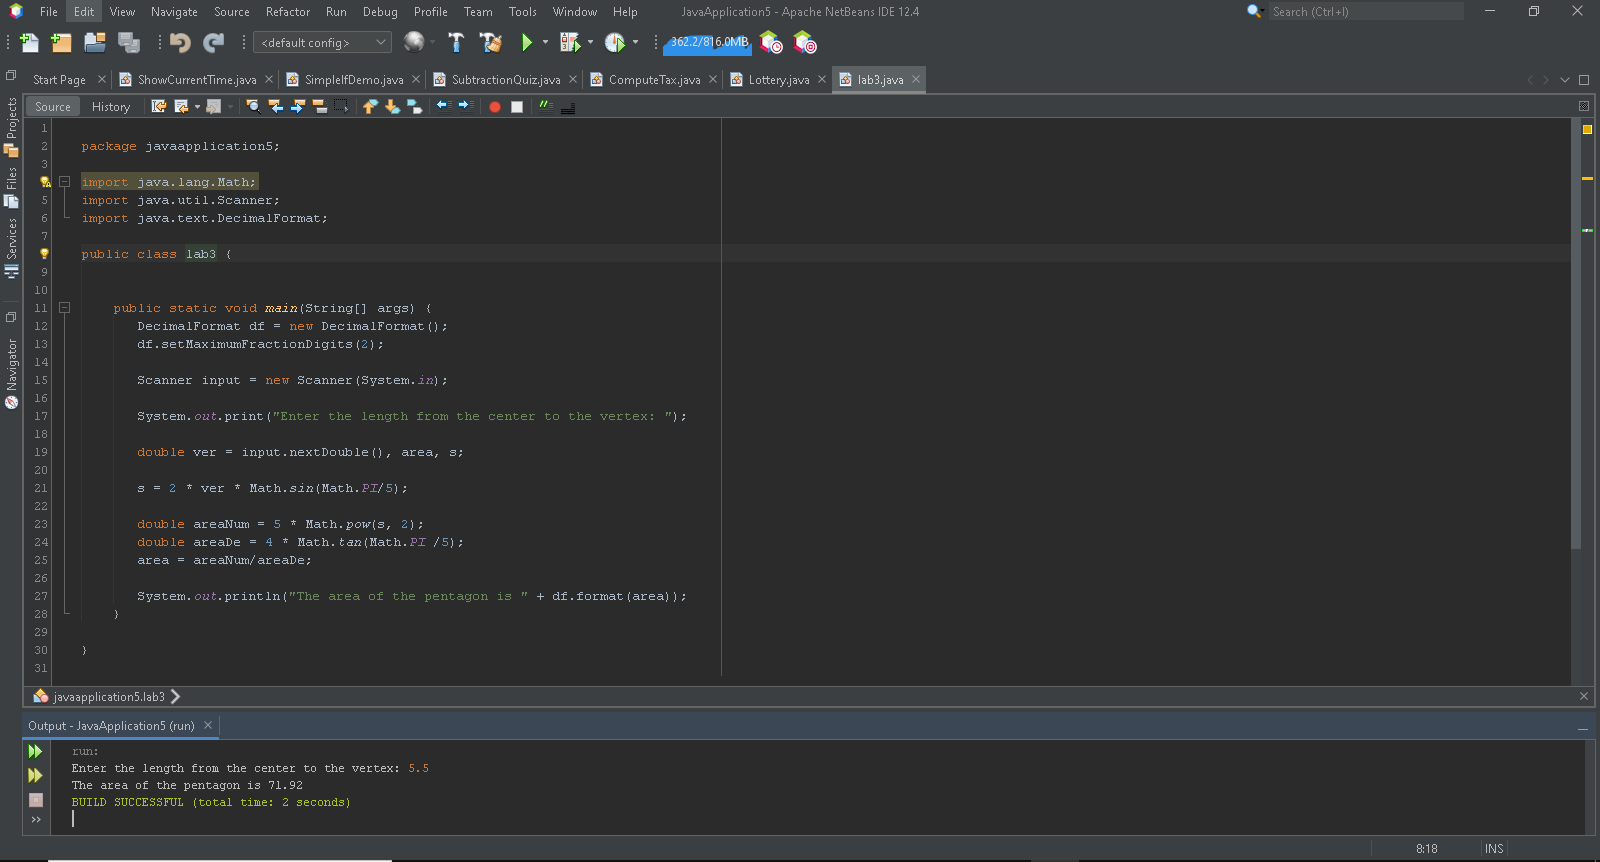 File Edit View Navigate Source Refactor Run Debug Profile Team Tools Window Help JavaApplication5 - Apache NetBeans IDE 12.4 Search (Ctrl+I)
<default config> 362.2/816.0MB
Start Page ShowCurrentTime.java SimpleIfDemo.java SubtractionQuiz.java ComputeTax.java Lottery.java lab3.java
Source History
Projects
Files
Services
Navigator
1
2 package javaapplication5;
3
import java.lang.Math;
5 import java.util.Scanner;
6 import java.text.DecimalFormat;
7
public class lab3 {
9
10
11 public static void main(String[] args) {
12 DecimalFormat df = new DecimalFormat();
13 df.setMaximumFractionDigits(2);
14
15 Scanner input = new Scanner(System.in);
16
17 System.out.print("Enter the length from the center to the vertex: ");
18
19 double ver = input.nextDouble(), area, s;
20
21 s = 2 * ver * Math.sin(Math.PI/5);
22
23 double areaNum = 5 * Math.pow(s, 2);
24 double areaDe = 4 * Math.tan(Math.PI /5);
25 area = areaNum/areaDe;
26
27 System.out.println("The area of the pentagon is " + df.format(area));
28 }
29
30 }
31
javaapplication5.lab3
Output - JavaApplication5 (run)
run:
Enter the length from the center to the vertex: 5.5
The area of the pentagon is 71.92
BUILD SUCCESSFUL (total time: 2 seconds)
8:18 INS